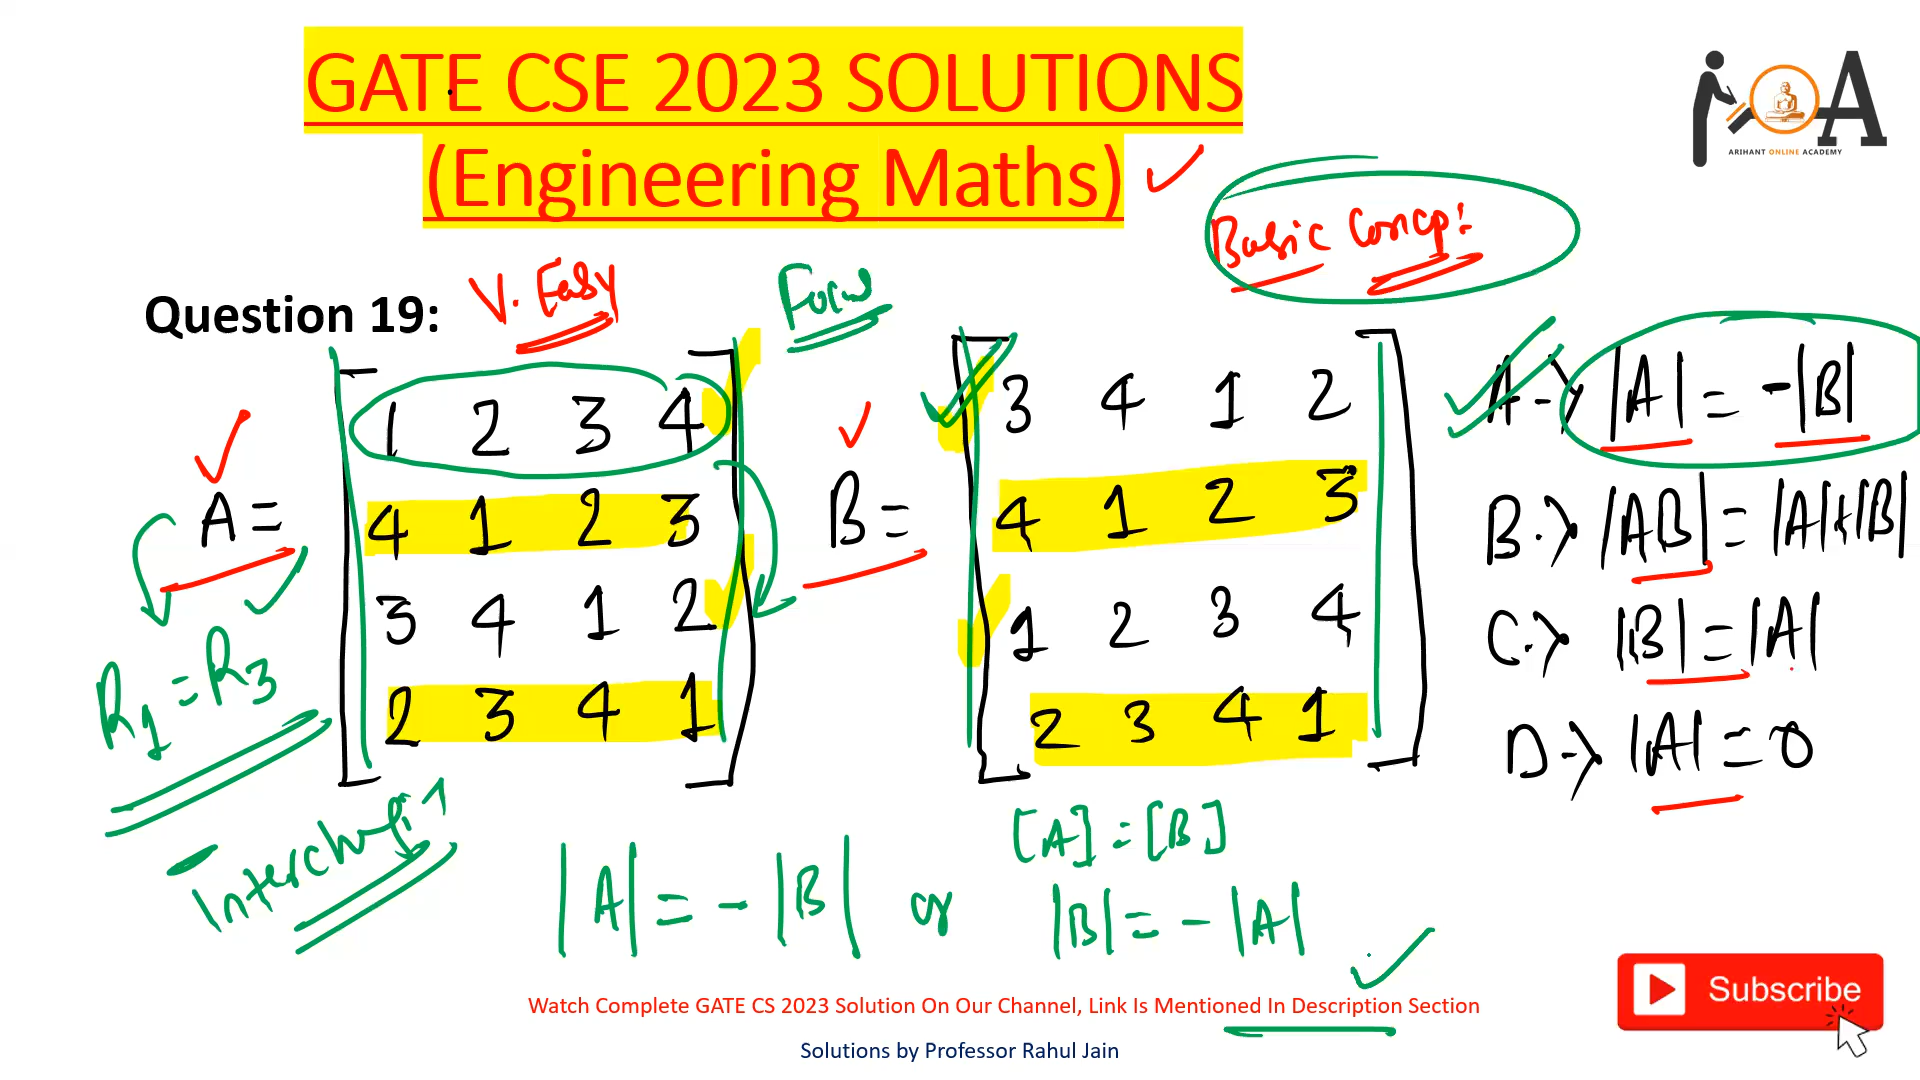 GATE CSE 2023 SOLUTIONS
(Engineering Maths)
ARIHANT ONLINE ACADEMY
Basic Concp:
Question 19:
V. Easy
Focus
A =
1 2 3 4
4 1 2 3
3 4 1 2
2 3 4 1
B =
3 4 1 2
4 1 2 3
1 2 3 4
2 3 4 1
A → |A| = -|B|
B → |AB| = |A|+|B|
C → |B| = |A|
D → |A| = 0
R1 = R3
[A] = [B]
|A| = - |B| or |B| = - |A|
Subscribe
Watch Complete GATE CS 2023 Solution On Our Channel, Link Is Mentioned In Description Section
Solutions by Professor Rahul Jain